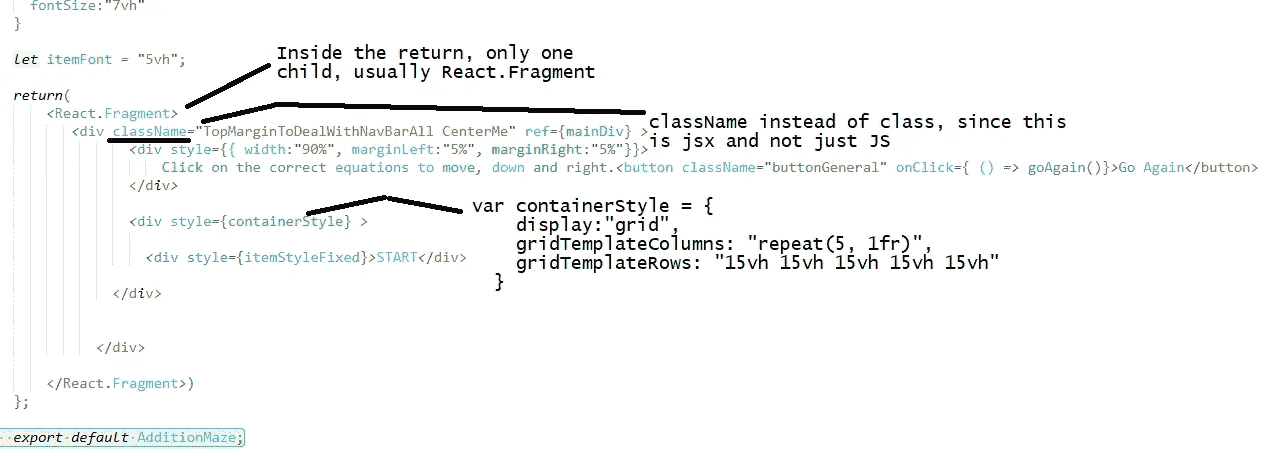 fontSize:"7vh"
}
let itemFont = "5vh";
Inside the return, only one
child, usually React.Fragment
return(
<React.Fragment>
<div className="TopMarginToDealWithNavBarAll CenterMe" ref={mainDiv} >
className instead of class, since this
is jsx and not just JS
<div style={{ width:"90%", marginLeft:"5%", marginRight:"5%"}}>
Click on the correct equations to move, down and right.<button className="buttonGeneral" onClick={ () => goAgain()}>Go Again</button>
</div>
<div style={containerStyle} >
var containerStyle = {
display:"grid",
gridTemplateColumns: "repeat(5, 1fr)",
gridTemplateRows: "15vh 15vh 15vh 15vh 15vh"
}
<div style={itemStyleFixed}>START</div>
</div>
</div>
</React.Fragment>)
};
export default AdditionMaze;